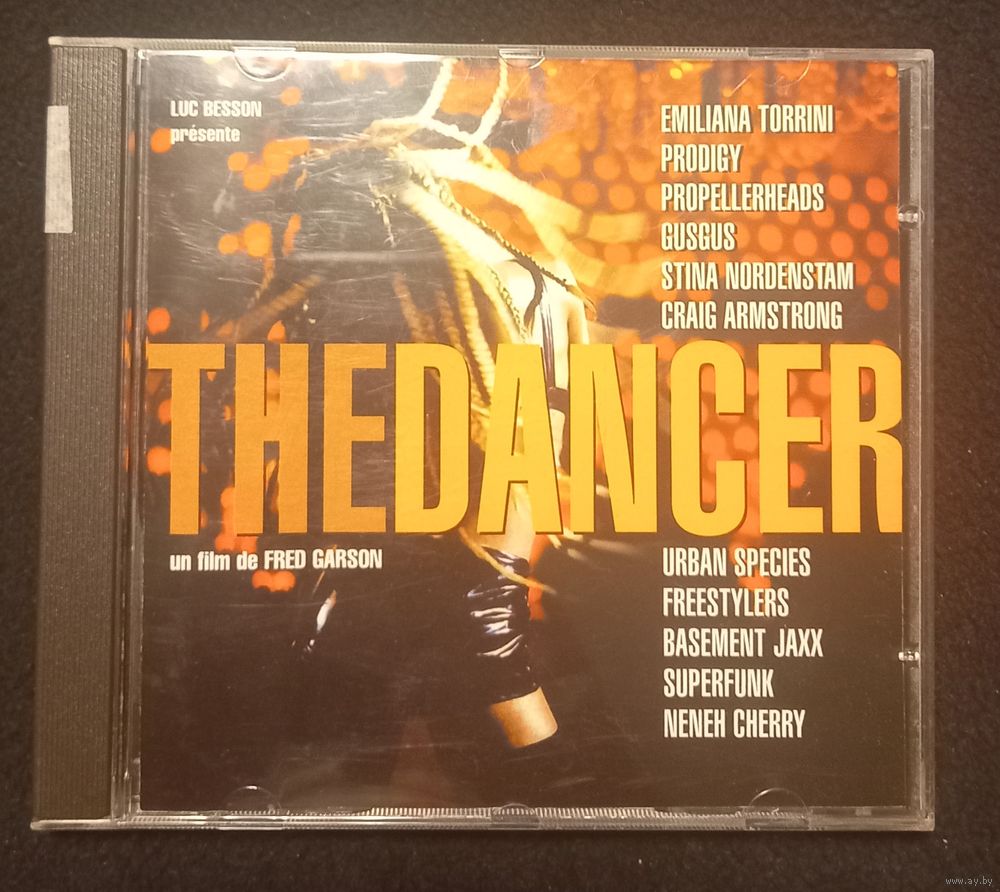 LUC BESSON
présente
EMILIANA TORRINI
PRODIGY
PROPELLERHEADS
GUSGUS
STINA NORDENSTAM
CRAIG ARMSTRONG
THEDANCER
un film de FRED GARSON
URBAN SPECIES
FREESTYLERS
BASEMENT JAXX
SUPERFUNK
NENEH CHERRY
www.ay.by